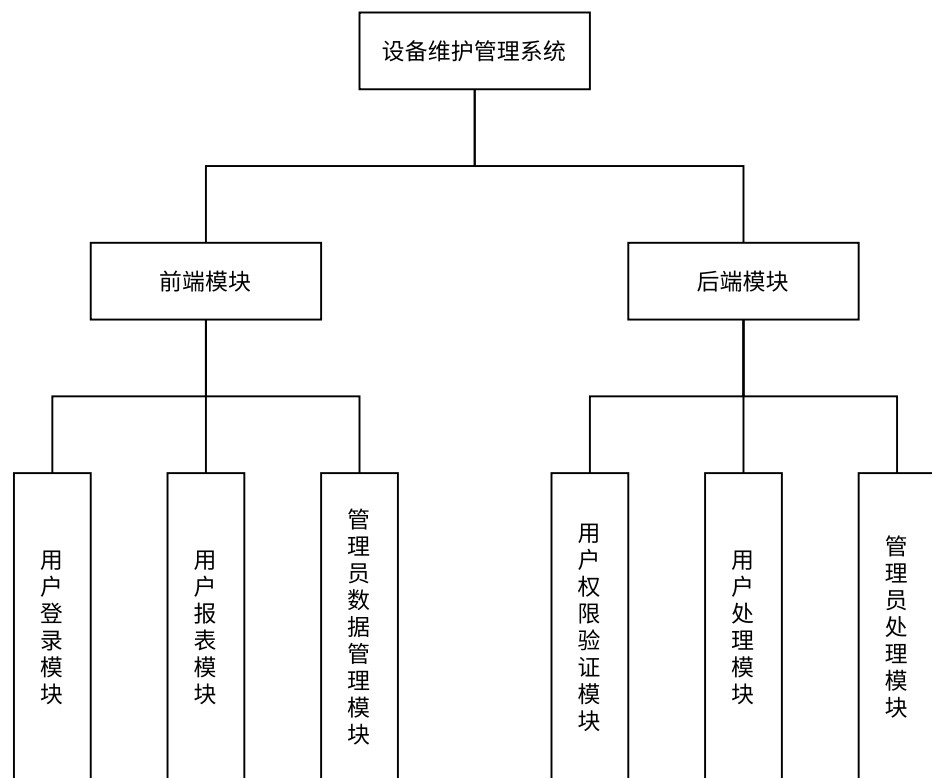 设备维护管理系统
前端模块
后端模块
用户登录模块
用户报表模块
管理员数据管理模块
用户权限验证模块
用户处理模块
管理员处理模块